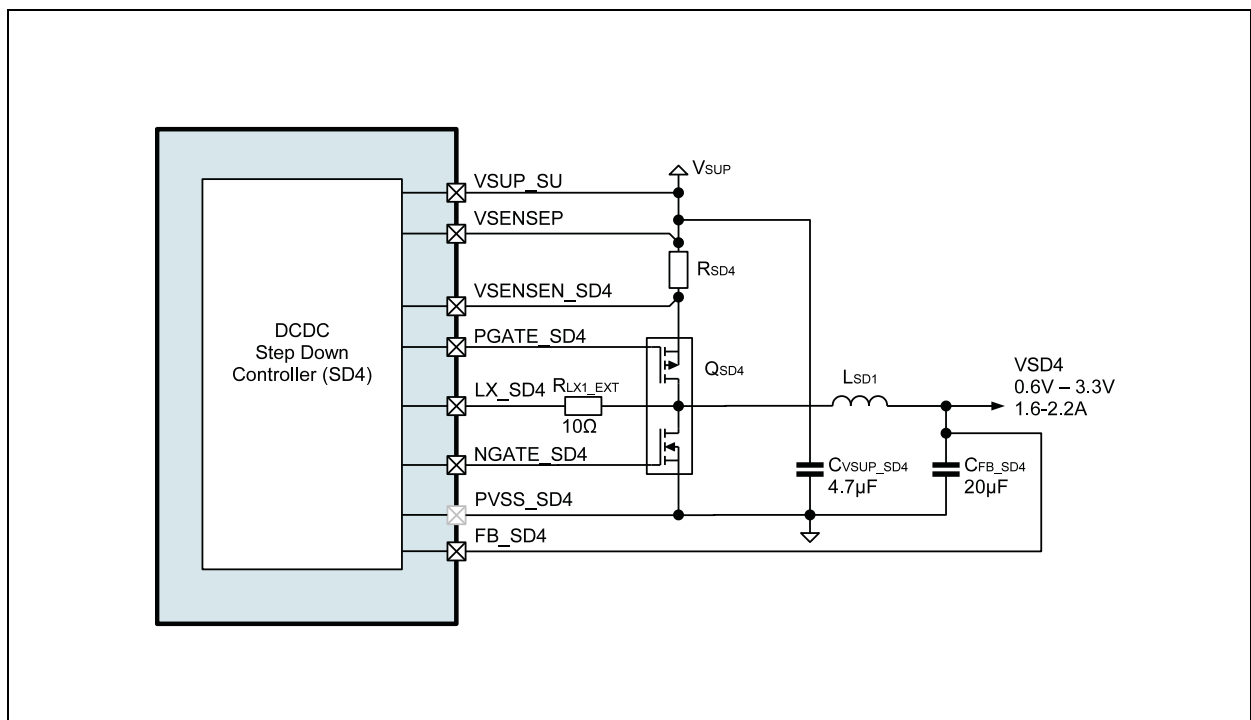 VSUP_SU
VSENSEP
VSENSEN_SD4
PGATE_SD4
LX_SD4
NGATE_SD4
PVSS_SD4
FB_SD4
DCDC
Step Down
Controller (SD4)
VSUP
RSD4
QSD4
RLX1_EXT
10Ω
LSD1
VSD4
0.6V – 3.3V
1.6-2.2A
CVSUP_SD4
4.7µF
CFB_SD4
20µF